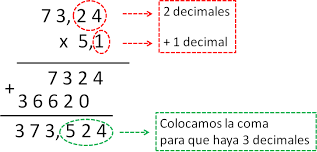 73,24 2 decimales
x 5,1 + 1 decimal
7324
+
36620
373,524 Colocamos la coma
para que haya 3 decimales